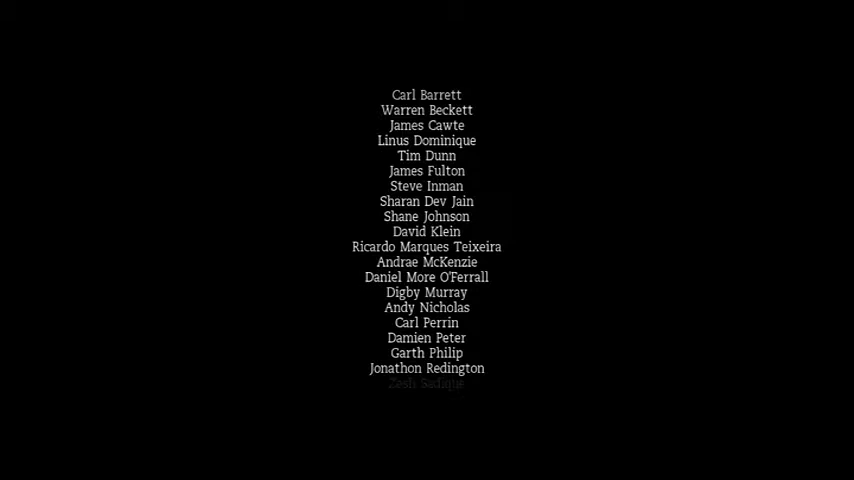 Carl Barrett
Warren Beckett
James Cawte
Linus Dominique
Tim Dunn
James Fulton
Steve Inman
Sharan Dev Jain
Shane Johnson
David Klein
Ricardo Marques Teixeira
Andrae McKenzie
Daniel More O'Ferrall
Digby Murray
Andy Nicholas
Carl Perrin
Damien Peter
Garth Philip
Jonathon Redington
Zesh Sadique